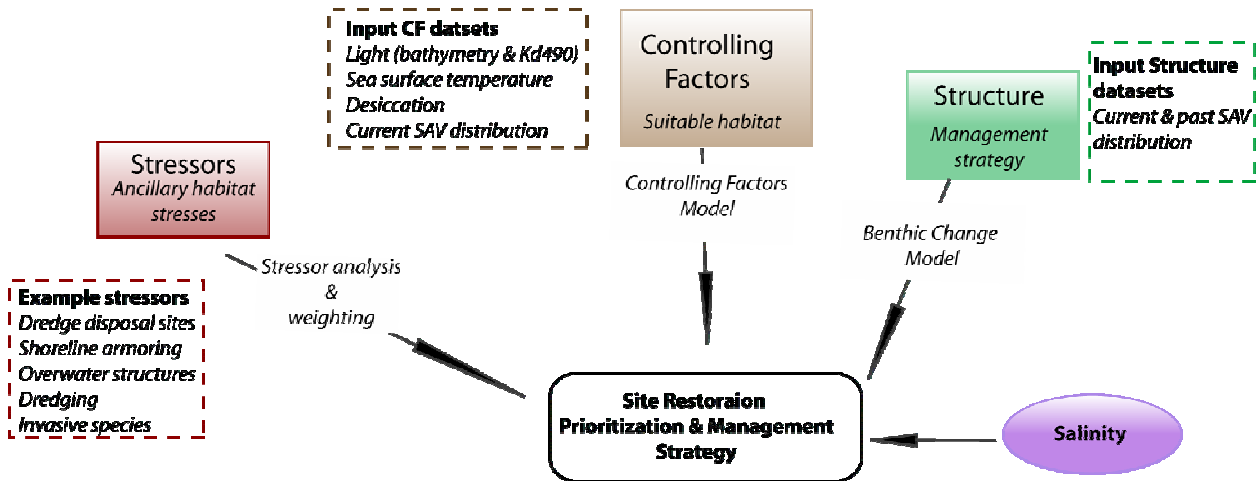 Input CF datsets
Light (bathymetry & Kd490)
Sea surface temperature
Desiccation
Current SAV distribution
Controlling
Factors
Suitable habitat
Structure
Management
strategy
Input Structure
datasets
Current & past SAV
distribution
Stressors
Ancillary habitat
stresses
Controlling Factors
Model
Benthic Change
Model
Stressor analysis
&
weighting
Example stressors
Dredge disposal sites
Shoreline armoring
Overwater structures
Dredging
Invasive species
Site Restoraion
Prioritization & Management
Strategy
Salinity